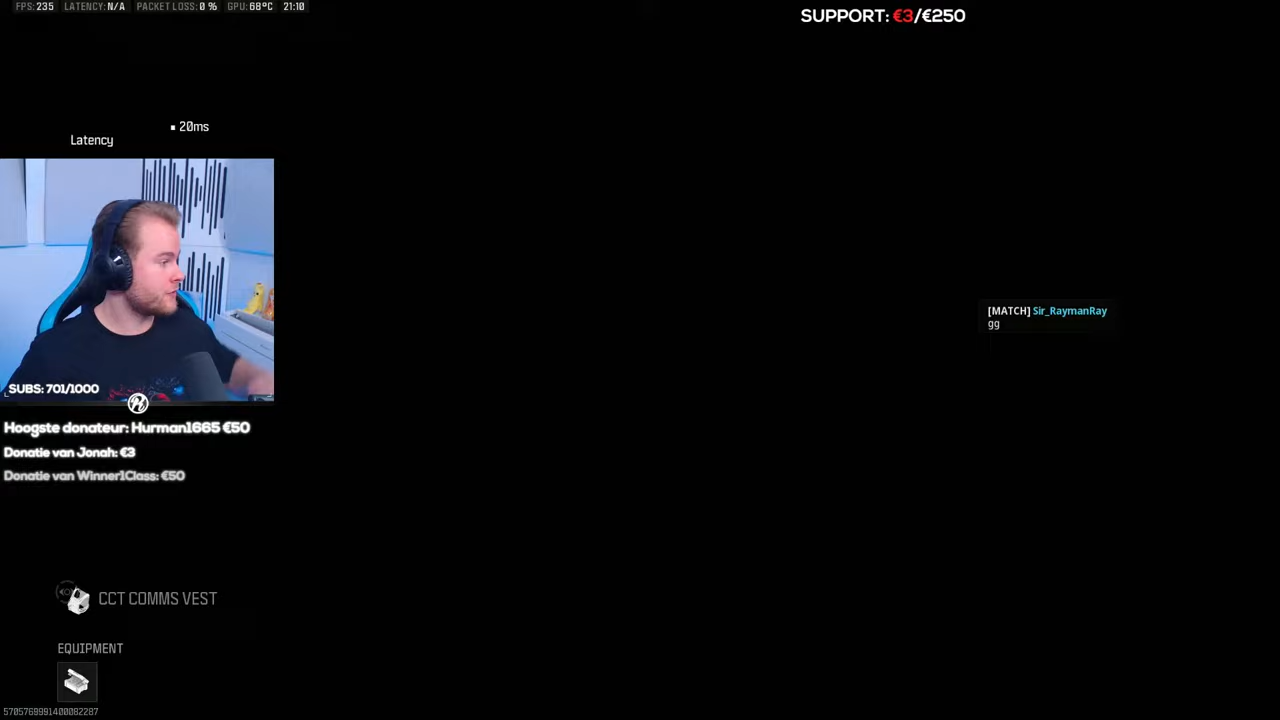 FPS: 235 LATENCY: N/A PACKET LOSS: 0 % GPU: 68°C 21:10
SUPPORT: €3/€250
20ms
Latency
[MATCH] Sir_RaymanRay
gg
SUBS: 701/1000
Hoogste donateur: Hurman1665 €50
Donatie van Jonah: €3
Donatie van Winner1Class: €50
CCT COMMS VEST
EQUIPMENT
5705769991400082287